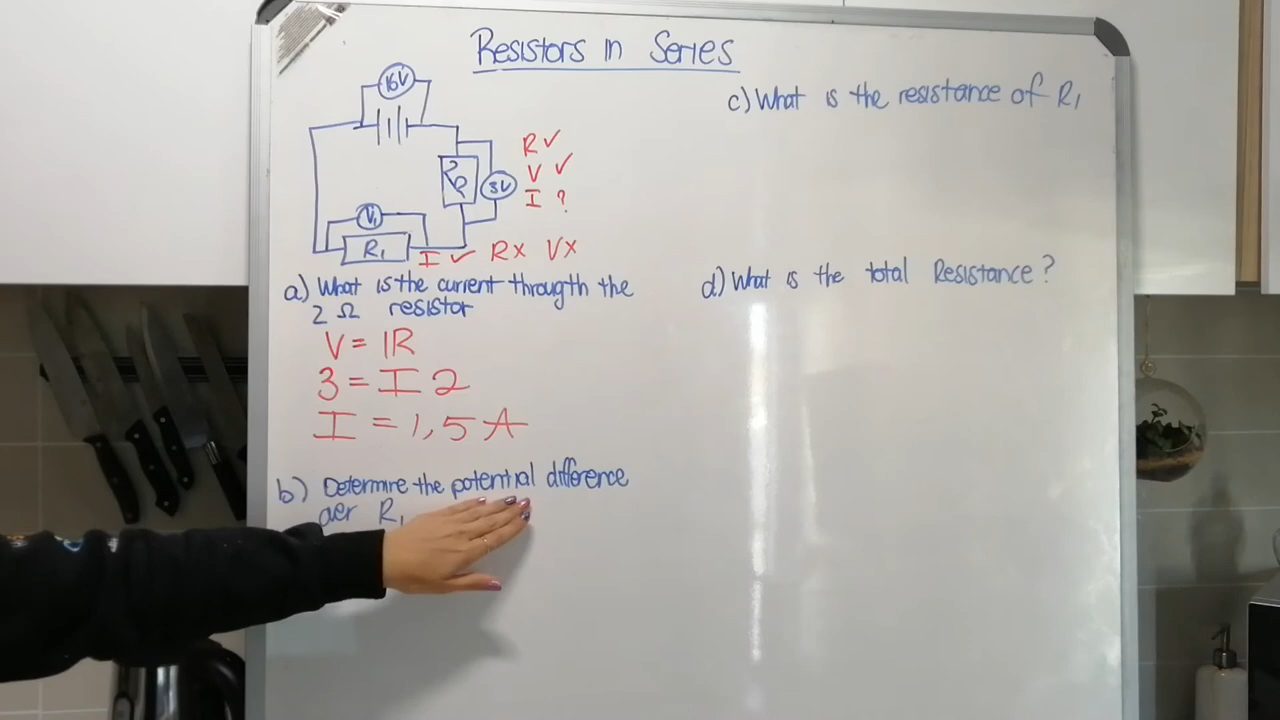 Resistors in Series
16V
2Ω
3V
V1
R1
R ✓
V ✓
I ?
I ✓ R× V×
a) What is the current through the
2 Ω resistor
V = IR
3 = I 2
I = 1,5 A
b) Determine the potential difference
R1
c) What is the resistance of R1
d) What is the total Resistance?